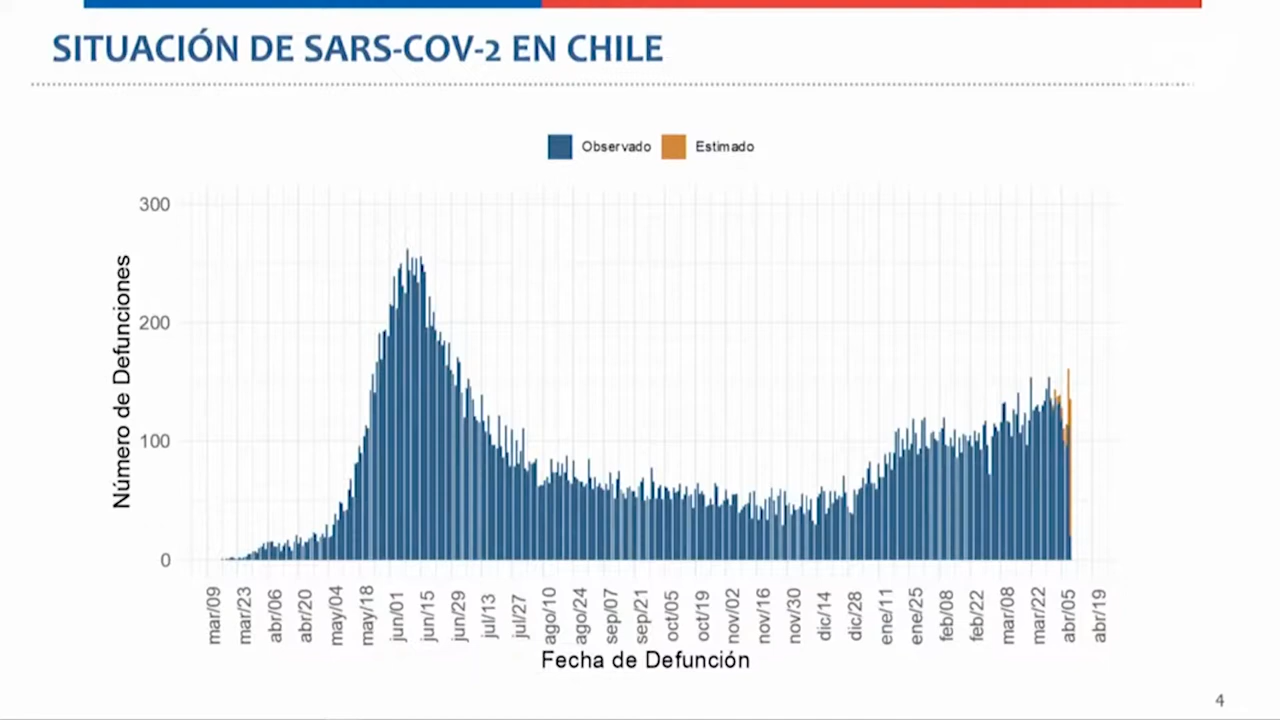 SITUACIÓN DE SARS-COV-2 EN CHILE
Observado
Estimado
Número de Defunciones
300
200
100
0
mar/09
mar/23
abr/06
abr/20
may/04
may/18
jun/01
jun/15
jun/29
jul/13
jul/27
ago/10
ago/24
sep/07
sep/21
oct/05
oct/19
nov/02
nov/16
nov/30
dic/14
dic/28
ene/11
ene/25
feb/08
feb/22
mar/08
mar/22
abr/05
abr/19
Fecha de Defunción
4